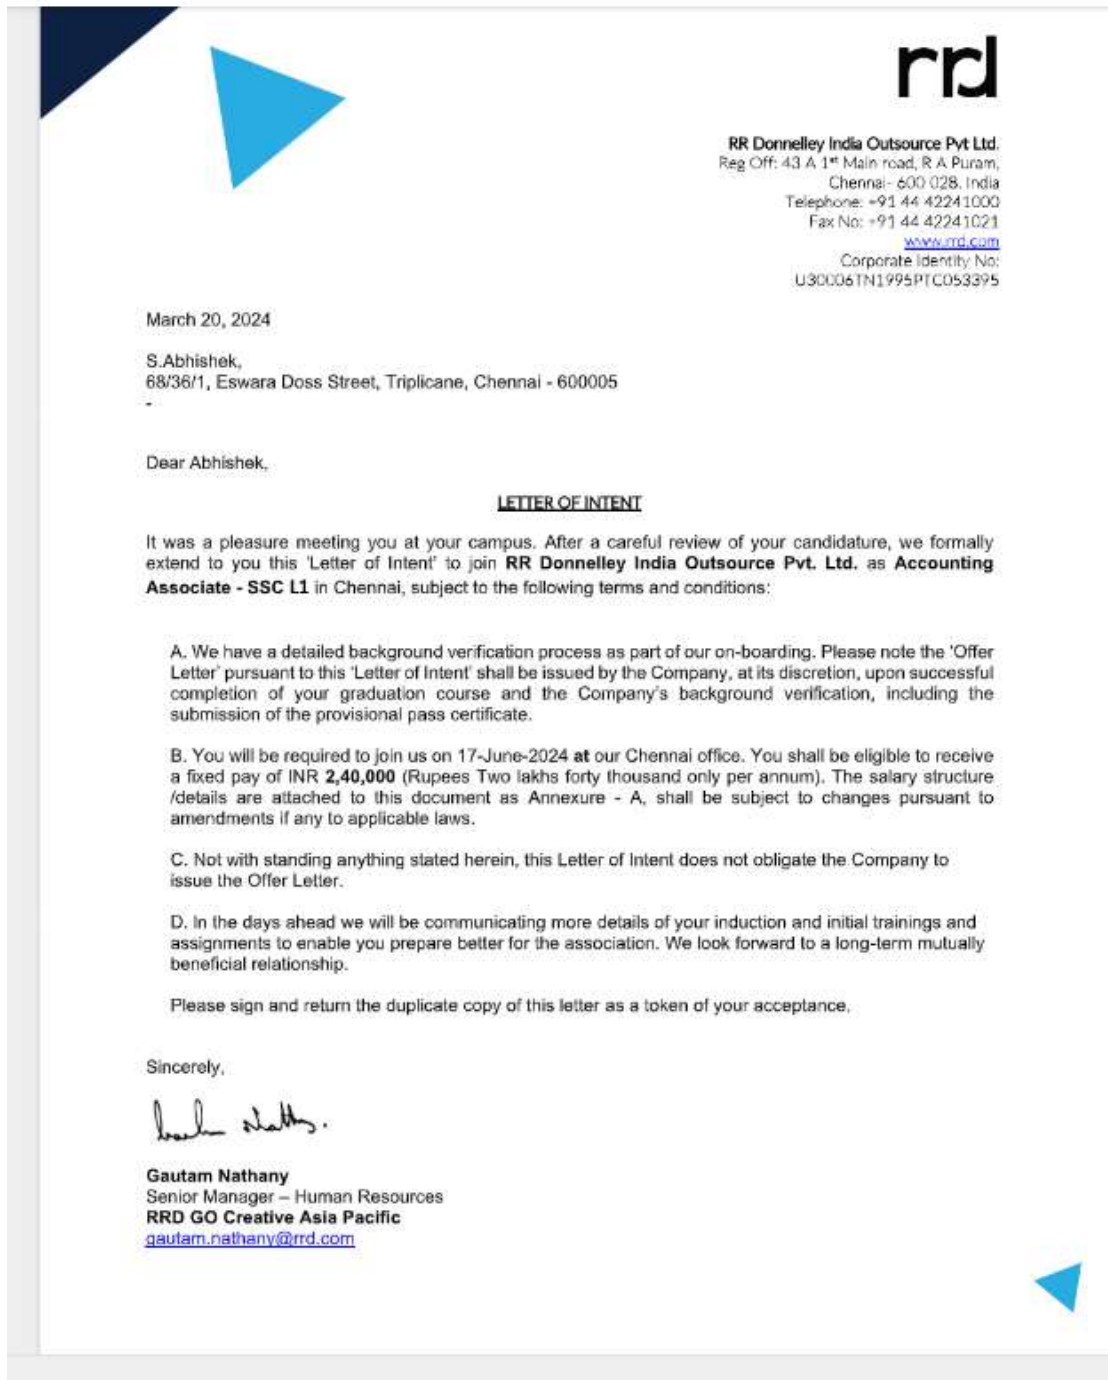 rrd
RR Donnelley India Outsource Pvt Ltd.
Reg Off: 43 A 1st Main road, R A Puram,
Chennai- 600 028. India
Telephone: +91 44 42241000
Fax No: +91 44 42241021
www.rrd.com
Corporate Identity No:
U30006TN1995PTC053395
March 20, 2024
S.Abhishek,
68/36/1, Eswara Doss Street, Triplicane, Chennai - 600005
-
Dear Abhishek,
LETTER OF INTENT
It was a pleasure meeting you at your campus. After a careful review of your candidature, we formally
extend to you this 'Letter of Intent' to join RR Donnelley India Outsource Pvt. Ltd. as Accounting
Associate - SSC L1 in Chennai, subject to the following terms and conditions:
A. We have a detailed background verification process as part of our on-boarding. Please note the 'Offer
Letter' pursuant to this 'Letter of Intent' shall be issued by the Company, at its discretion, upon successful
completion of your graduation course and the Company's background verification, including the
submission of the provisional pass certificate.
B. You will be required to join us on 17-June-2024 at our Chennai office. You shall be eligible to receive
a fixed pay of INR 2,40,000 (Rupees Two lakhs forty thousand only per annum). The salary structure
/details are attached to this document as Annexure - A, shall be subject to changes pursuant to
amendments if any to applicable laws.
C. Not with standing anything stated herein, this Letter of Intent does not obligate the Company to
issue the Offer Letter.
D. In the days ahead we will be communicating more details of your induction and initial trainings and
assignments to enable you prepare better for the association. We look forward to a long-term mutually
beneficial relationship.
Please sign and return the duplicate copy of this letter as a token of your acceptance.
Sincerely,
Gautam Nathany
Senior Manager – Human Resources
RRD GO Creative Asia Pacific
gautam.nathany@rrd.com